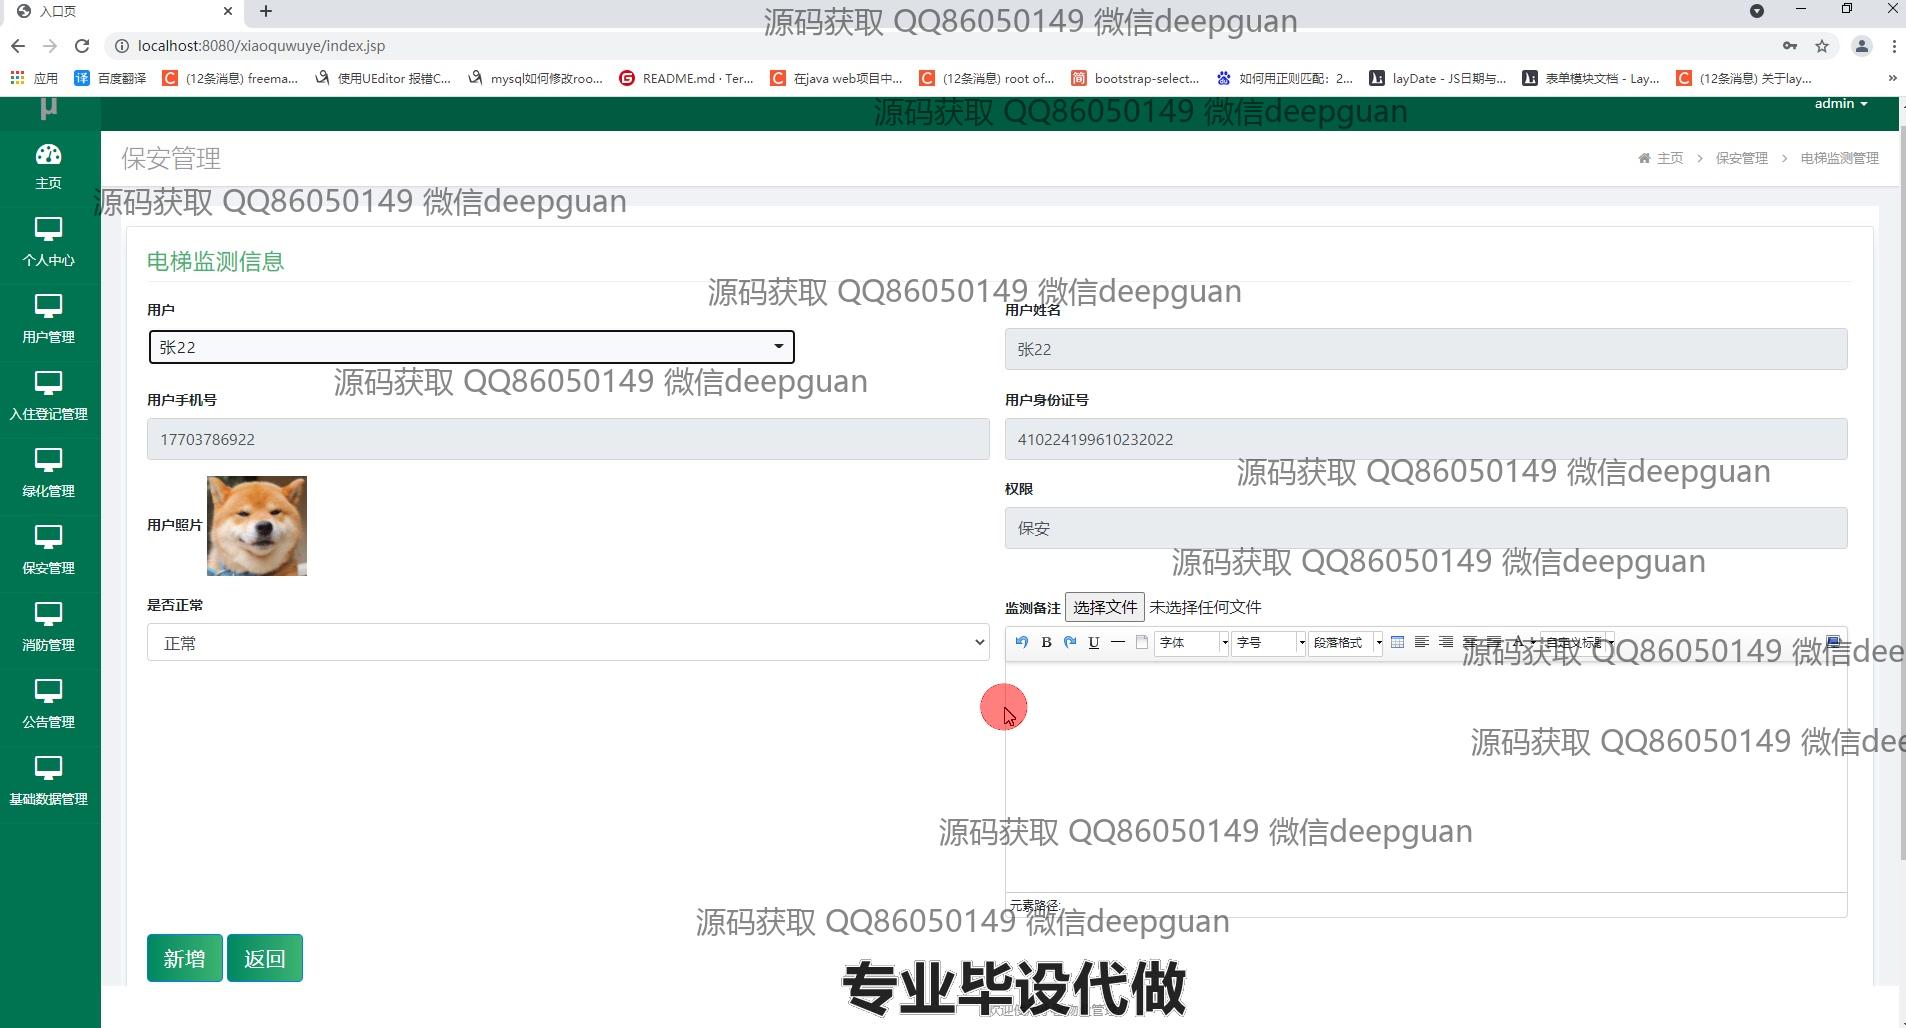 入口页
localhost:8080/xiaoquwuye/index.jsp
应用
百度翻译
(12条消息) freema...
使用UEditor 报错C...
mysql如何修改roo...
README.md · Ter...
在java web项目中...
(12条消息) root of...
bootstrap-select...
如何用正则匹配：2...
layDate - JS日期与...
表单模块文档 - Lay...
(12条消息) 关于lay...
源码获取 QQ86050149 微信deepguan
源码获取 QQ86050149 微信deepguan
admin
μ
主页
个人中心
用户管理
入住登记管理
绿化管理
保安管理
消防管理
公告管理
基础数据管理
保安管理
主页 > 保安管理 > 电梯监测管理
源码获取 QQ86050149 微信deepguan
电梯监测信息
源码获取 QQ86050149 微信deepguan
用户
张22
用户姓名
张22
源码获取 QQ86050149 微信deepguan
用户手机号
17703786922
用户身份证号
410224199610232022
源码获取 QQ86050149 微信deepguan
用户照片
权限
保安
源码获取 QQ86050149 微信deepguan
是否正常
正常
监测备注 选择文件 未选择任何文件
B U 字体 字号 段落格式 A 自定义标题
源码获取 QQ86050149 微信dee
源码获取 QQ86050149 微信dee
源码获取 QQ86050149 微信deepguan
元素路径:
源码获取 QQ86050149 微信deepguan
新增 返回
专业毕设代做